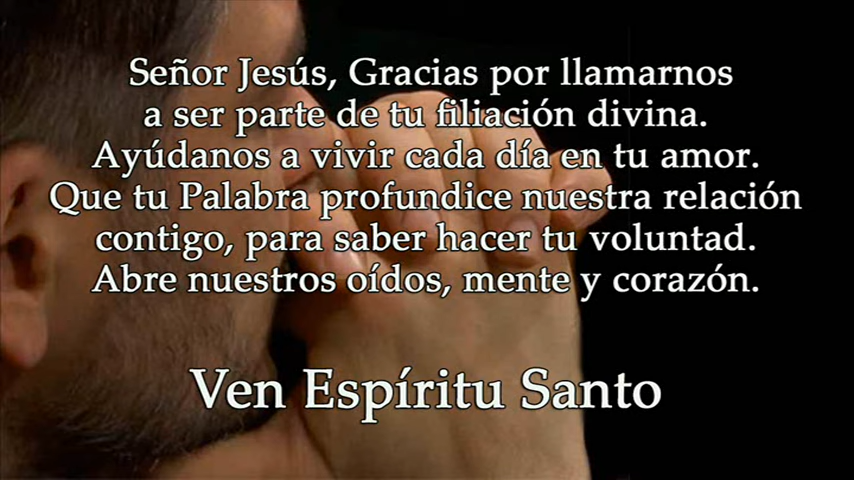 Señor Jesús, Gracias por llamarnos
a ser parte de tu filiación divina.
Ayúdanos a vivir cada día en tu amor.
Que tu Palabra profundice nuestra relación
contigo, para saber hacer tu voluntad.
Abre nuestros oídos, mente y corazón.
Ven Espíritu Santo